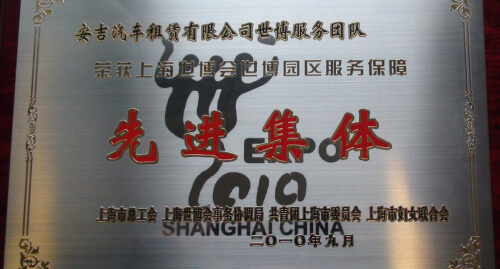 安吉汽车租赁有限公司世博服务团队
荣获上海世博会世博园区服务保障
先进集体
EXPO
2010
上海市总工会 上海世博会事务协调局 共青团上海市委员会 上海市妇女联合会
SHANGHAI CHINA
二〇一〇年九月